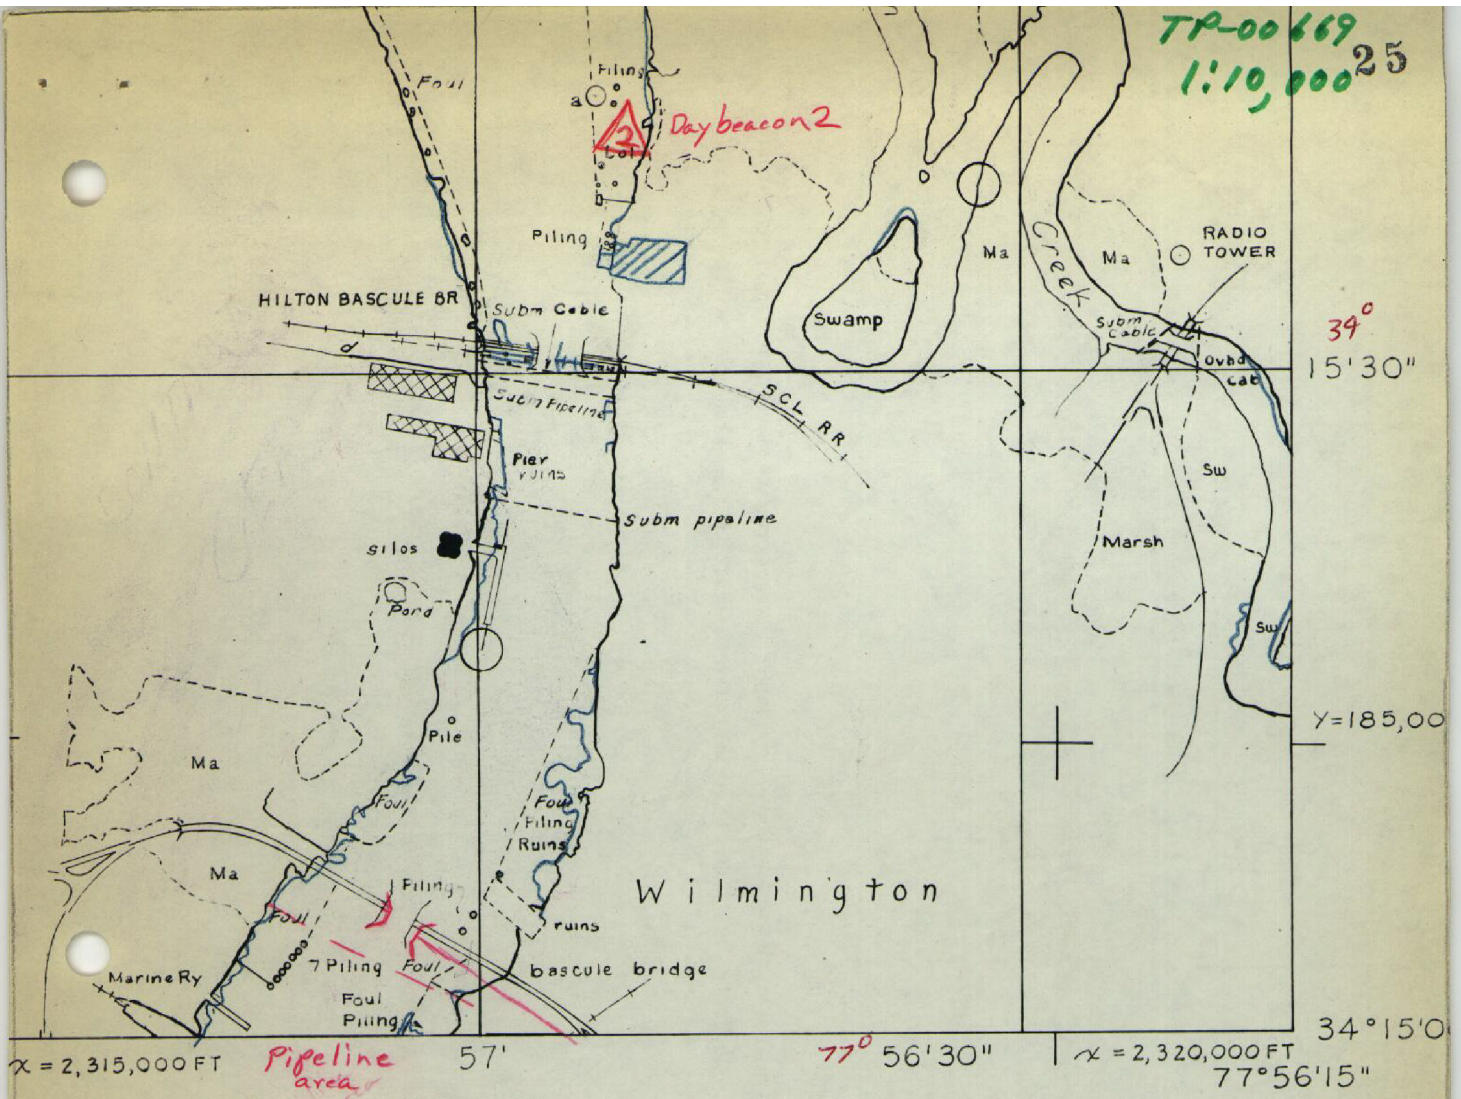 TP-00669
25
1:10,000
Foul
Piling
a
2
Daybeacon 2
Piling
Creek
Ma
Ma
RADIO
TOWER
HILTON BASCULE BR
Subm Cable
Swamp
Subm
Cable
34°
d
Ovhd
Cab
15'30"
Subm Pipeline
SCL RR
Pier
ruins
Sw
Subm pipeline
Silos
Marsh
Pond
Sw
Y=185,00
Pile
Ma
Foul
Foul
Piling
Ruins
Ma
Piling
Wilmington
Foul
ruins
7 Piling
Foul
bascule bridge
Marine Ry
Foul
Piling
34°15'0
x = 2,315,000 FT
Pipeline
area
57'
77° 56'30"
x = 2,320,000 FT
77°56'15"